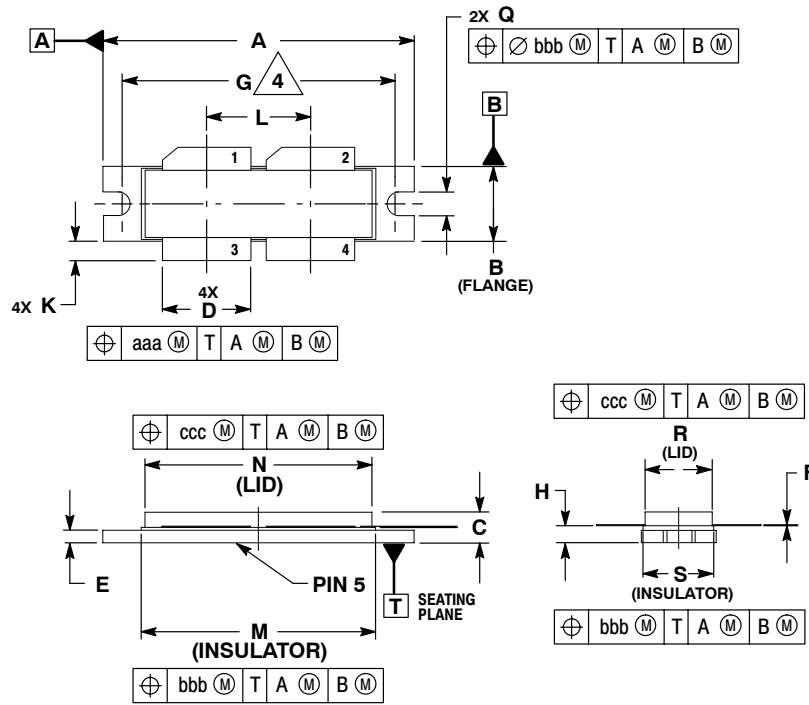 2X Q
A
A
⌖ ∅ bbb Ⓜ T A Ⓜ B Ⓜ
G 4
L
B
1
2
3
4
B
(FLANGE)
4X K
4X
D
⌖ aaa Ⓜ T A Ⓜ B Ⓜ
⌖ ccc Ⓜ T A Ⓜ B Ⓜ
N
(LID)
⌖ ccc Ⓜ T A Ⓜ B Ⓜ
R
(LID)
H
C
E
PIN 5
T
SEATING
PLANE
S
(INSULATOR)
M
(INSULATOR)
⌖ bbb Ⓜ T A Ⓜ B Ⓜ
⌖ bbb Ⓜ T A Ⓜ B Ⓜ